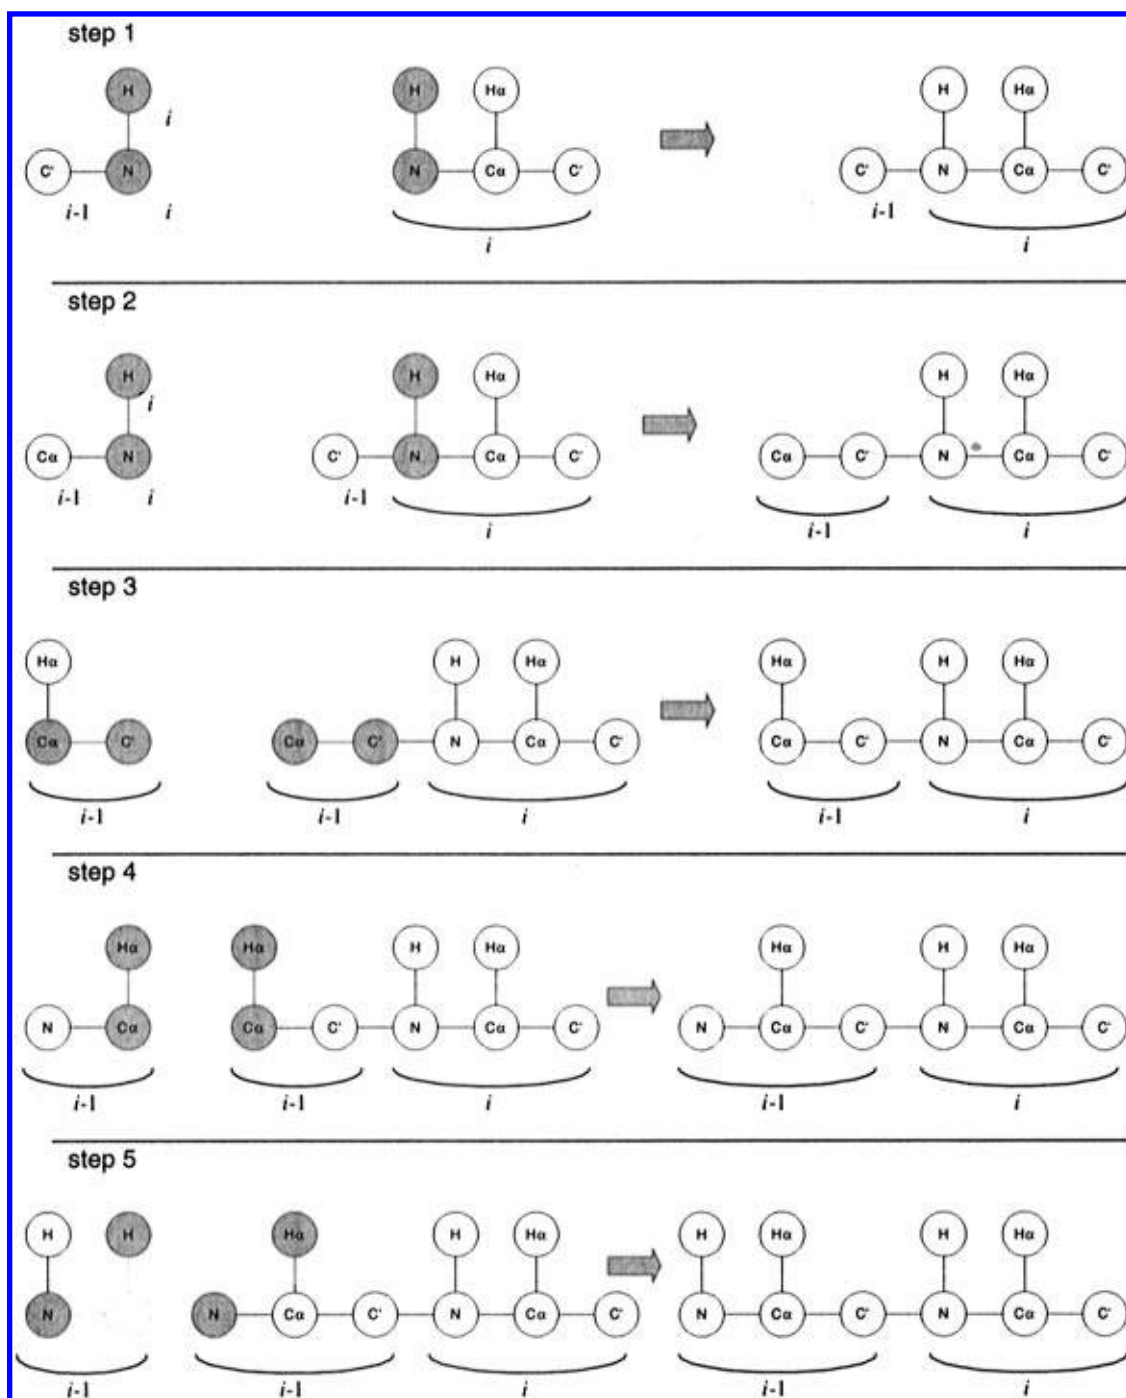 step 1
H H Hα H Hα
i
C' N N Cα C' C' N Cα C'
i-1 i i-1
i i
step 2
H H Hα H Hα
i
Cα N C' N Cα C' Cα C' N Cα C'
i-1 i i-1
i i-1 i
step 3
Hα H Hα Hα H Hα
Cα C' Cα C' N Cα C' Cα C' N Cα C'
i-1 i-1 i i-1 i
step 4
Hα Hα H Hα Hα H Hα
N Cα Cα C' N Cα C' N Cα C' N Cα C'
i-1 i-1 i i-1 i
step 5
H H Hα H Hα H Hα H Hα
N N Cα C' N Cα C' N Cα C' N Cα C'
i-1 i-1 i i-1 i